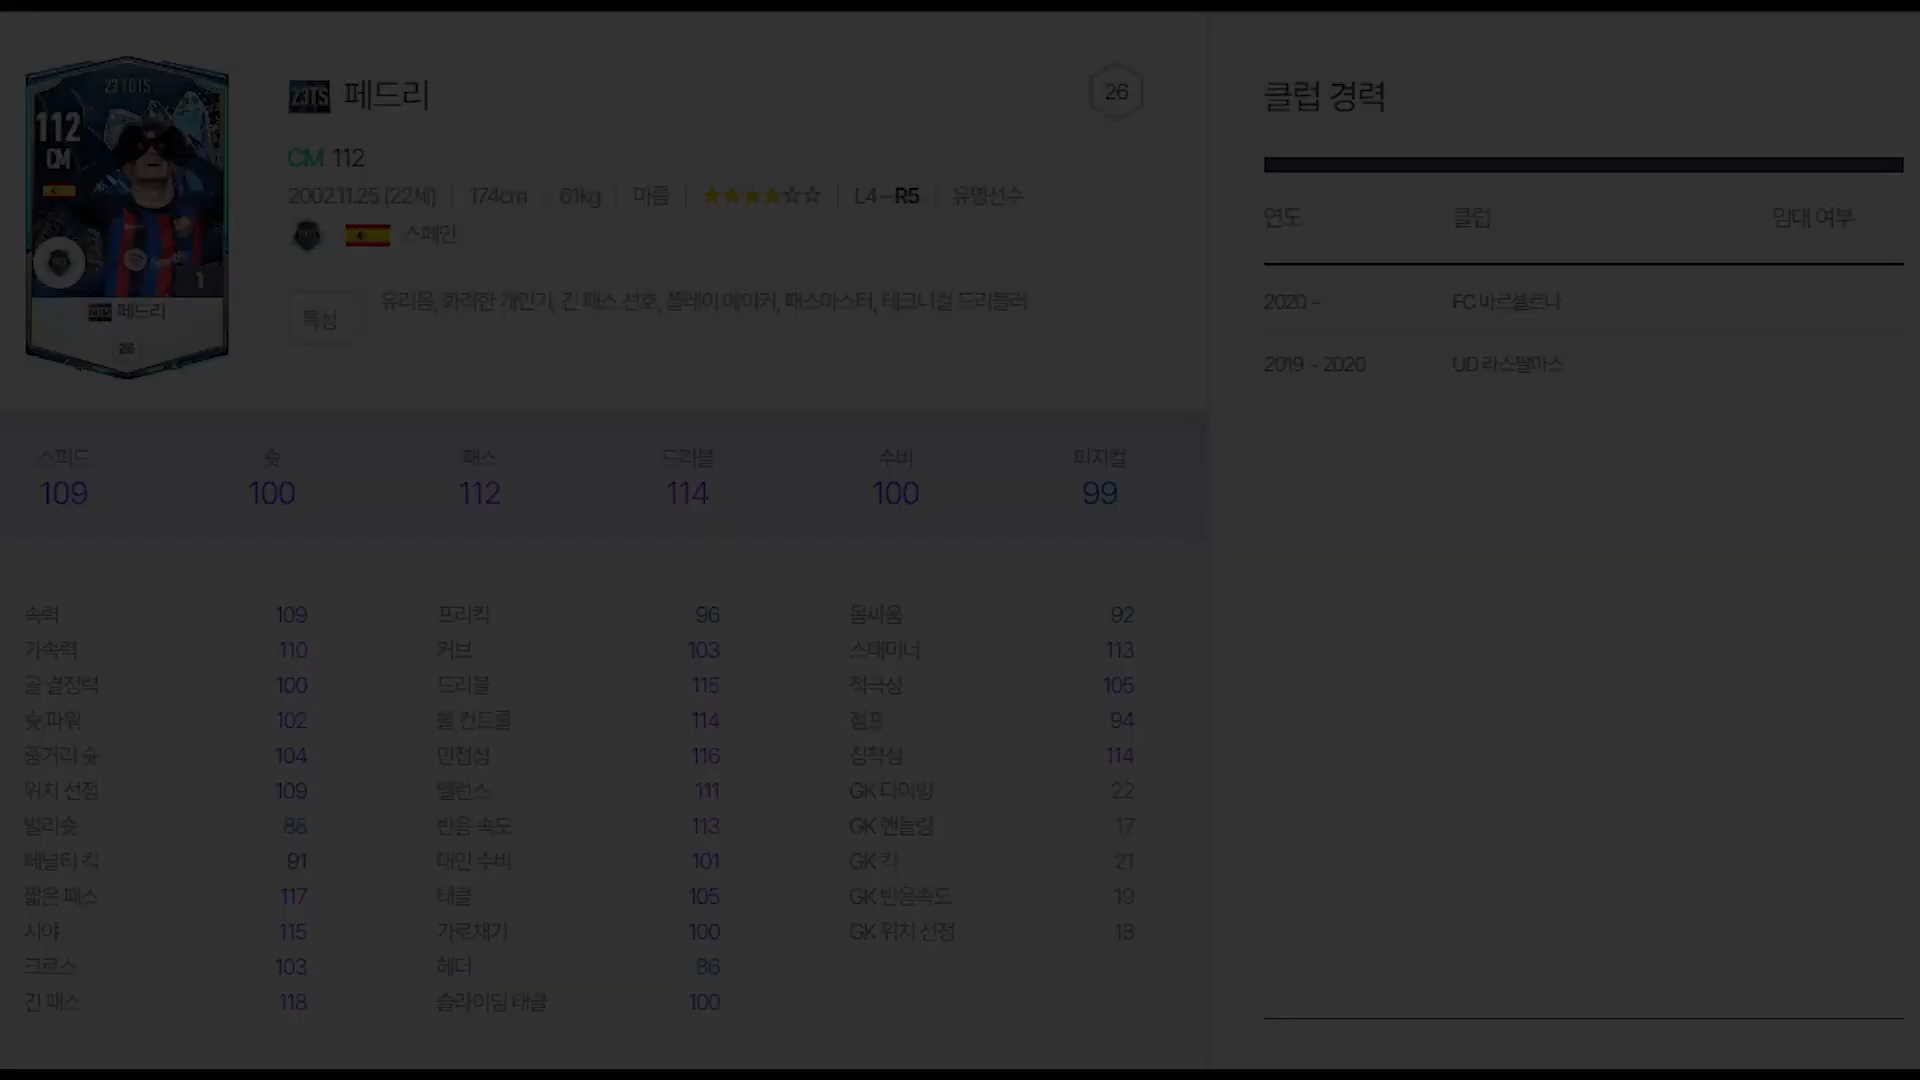 23 TOTS
112
CM
1
23TS 페드리
26
23TS 페드리
26
CM 112
2002.11.25 (22세) 174cm 61kg 마름 ★★★★☆☆ L4 – R5 유명선수
스페인
특성
유리몸, 화려한 개인기, 긴 패스 선호, 플레이 메이커, 패스마스터, 테크니컬 드리블러
스피드 슛 패스 드리블 수비 피지컬
109 100 112 114 100 99
속력 109 프리킥 96 몸싸움 92
가속력 110 커브 103 스태미너 113
골 결정력 100 드리블 115 적극성 105
슛 파워 102 볼 컨트롤 114 점프 94
중거리 슛 104 민첩성 116 침착성 114
위치 선정 109 밸런스 111 GK 다이빙 22
발리슛 88 반응 속도 113 GK 핸들링 17
페널티 킥 91 대인 수비 101 GK 킥 21
짧은 패스 117 태클 105 GK 반응속도 19
시야 115 가로채기 100 GK 위치 선정 18
크로스 103 헤더 86
긴 패스 118 슬라이딩 태클 100
클럽 경력
연도 클럽 임대 여부
2020 ~ FC 바르셀로나
2019 ~ 2020 UD 라스팔마스